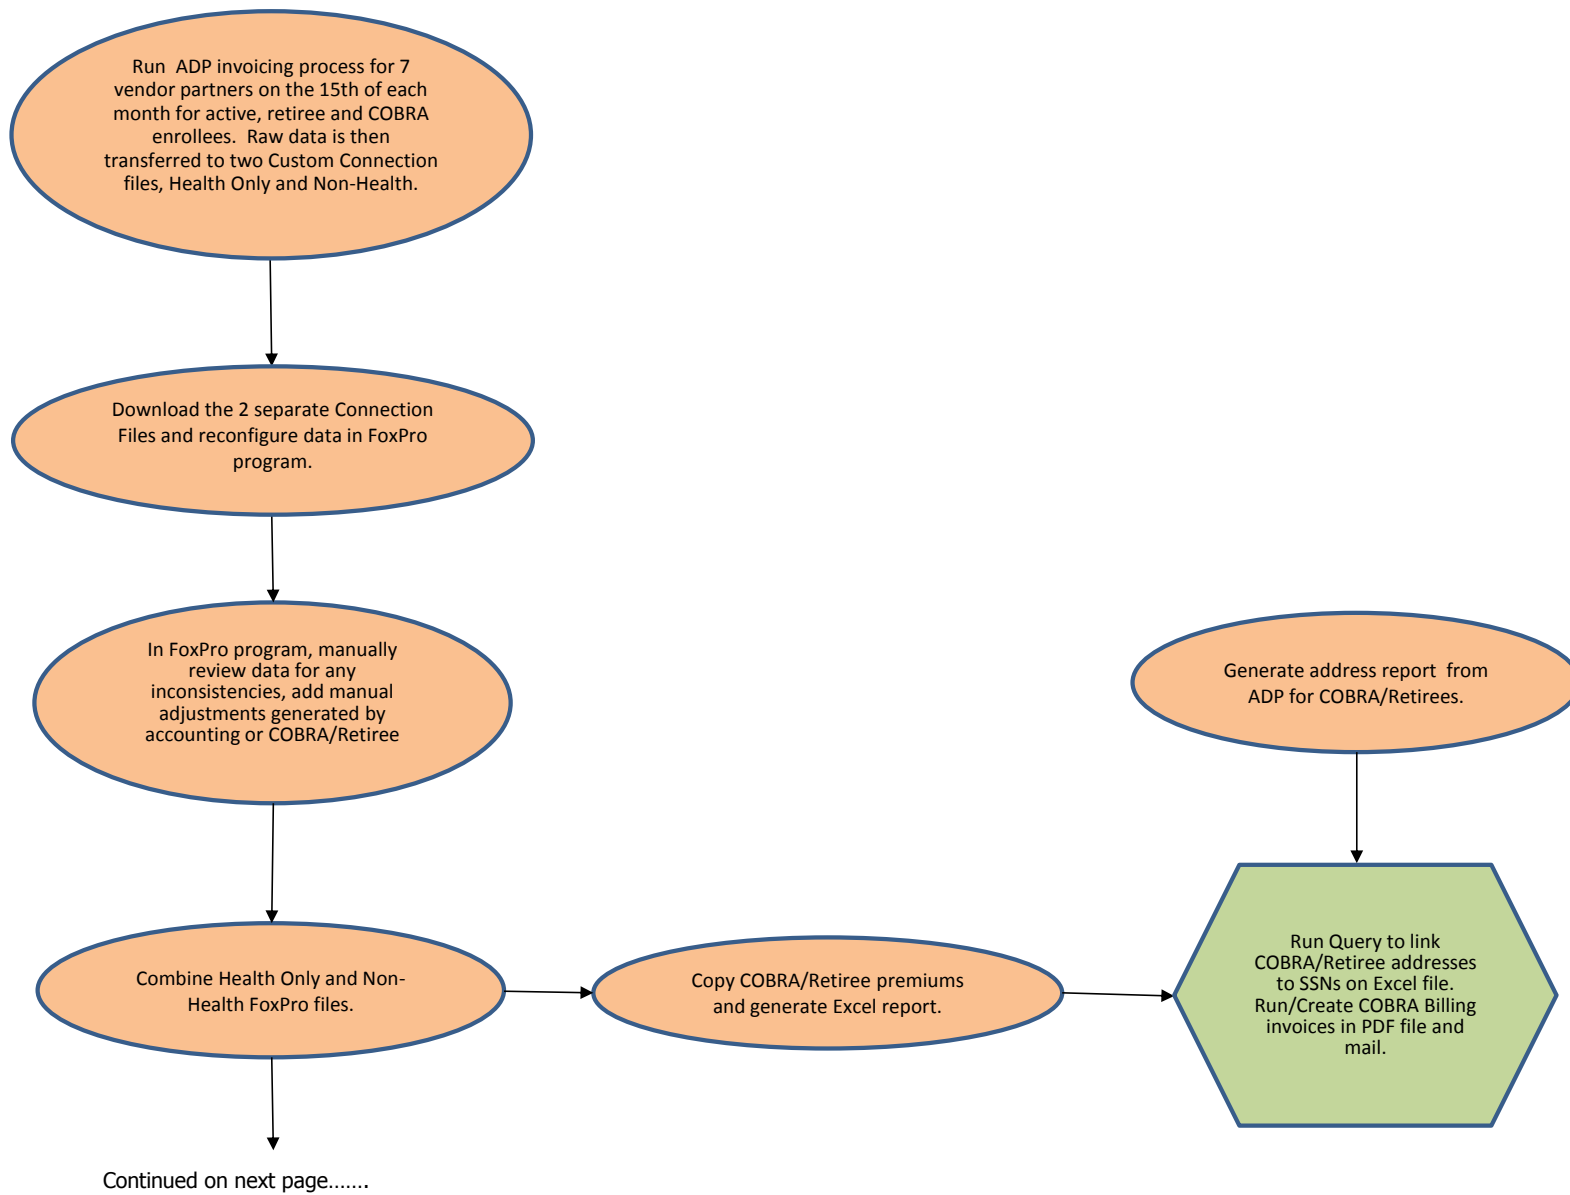 Run  ADP invoicing process for 7
vendor partners on the 15th of each
month for active, retiree and COBRA
enrollees.  Raw data is then
transferred to two Custom Connection
files, Health Only and Non-Health.
Download the 2 separate Connection
Files and reconfigure data in FoxPro
program.
In FoxPro program, manually
review data for any
inconsistencies, add manual
adjustments generated by
accounting or COBRA/Retiree
Generate address report  from
ADP for COBRA/Retirees.
Combine Health Only and Non-
Health FoxPro files.
Copy COBRA/Retiree premiums
and generate Excel report.
Run Query to link
COBRA/Retiree addresses
to SSNs on Excel file.
Run/Create COBRA Billing
invoices in PDF file and
mail.
Continued on next page…….